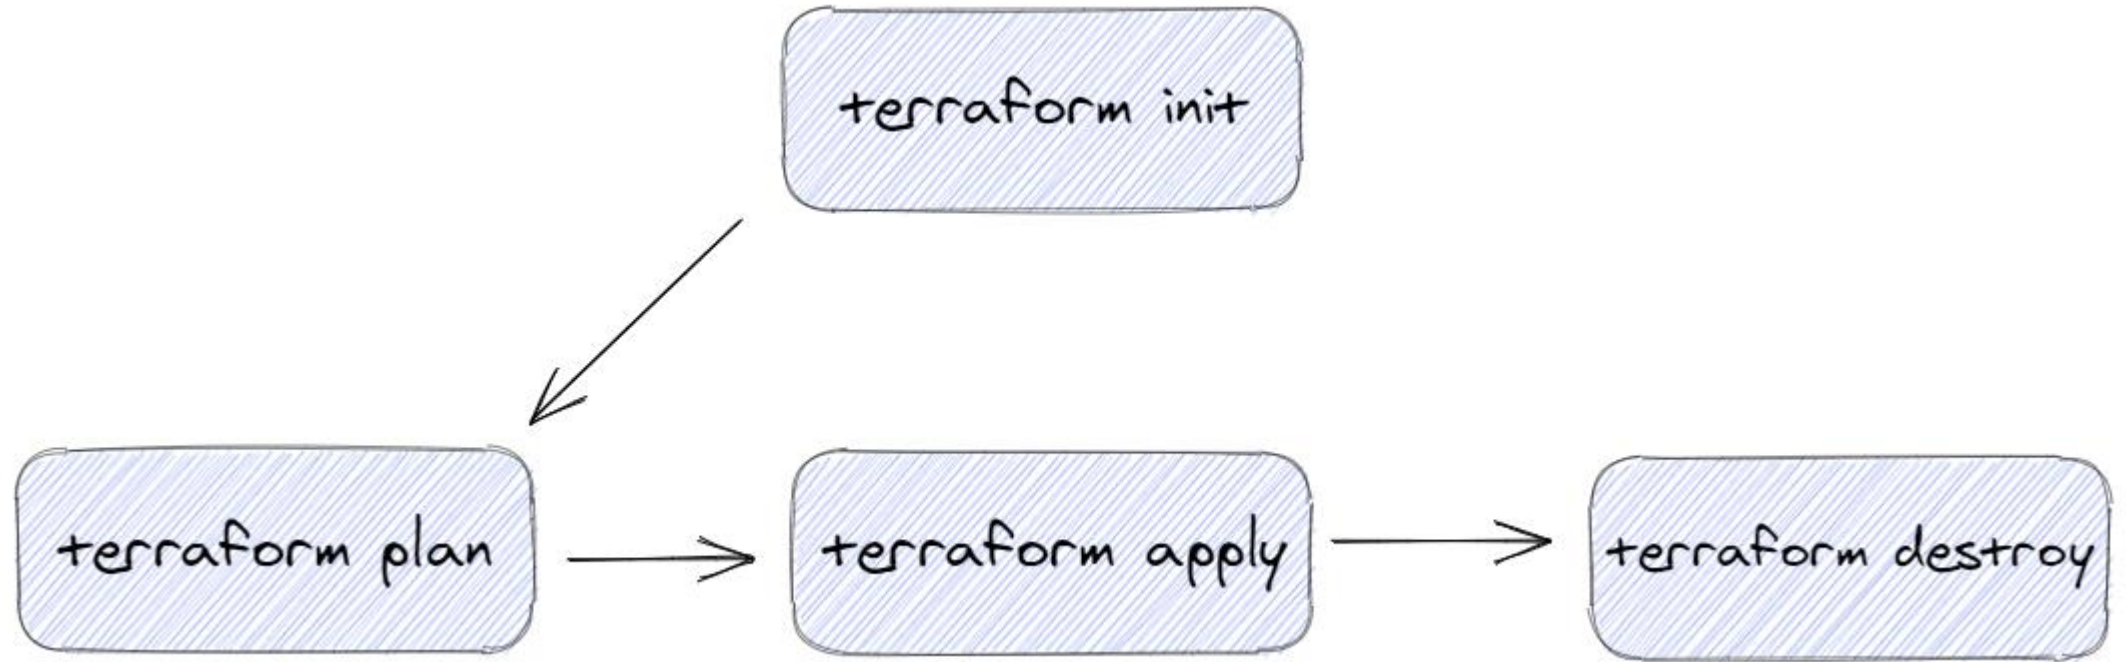 terraform init
terraform plan
terraform apply
terraform destroy